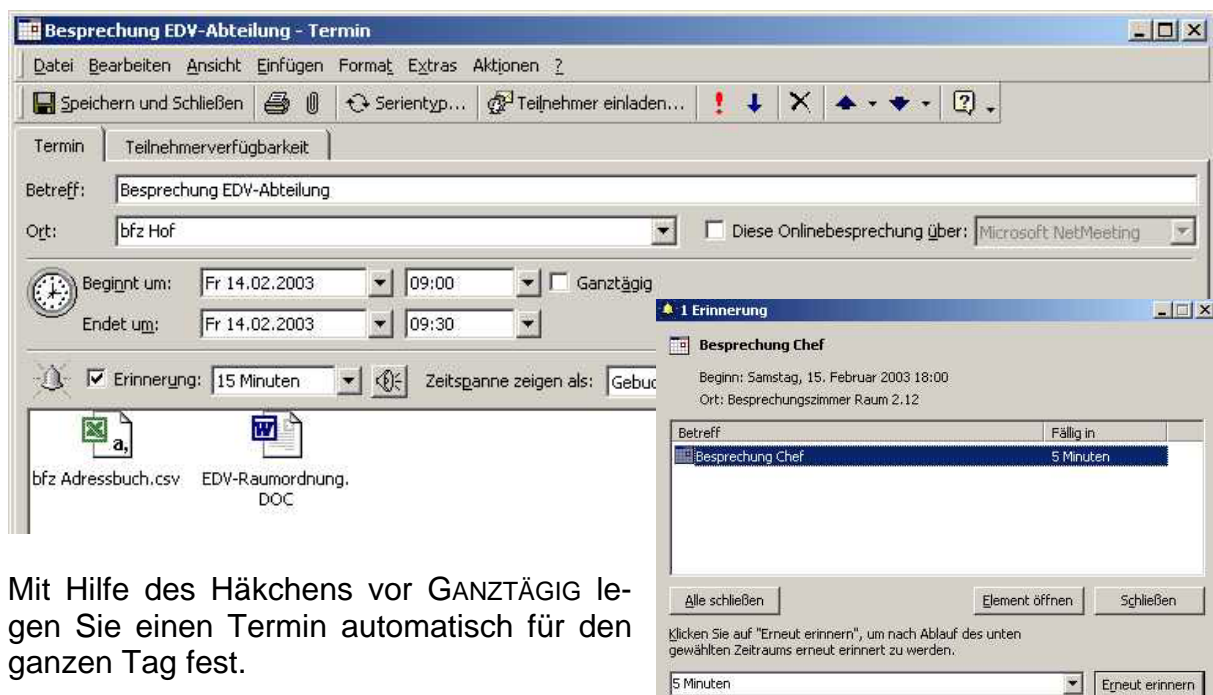 Besprechung EDV-Abteilung - Termin
Datei Bearbeiten Ansicht Einfügen Format Extras Aktionen ?
Speichern und Schließen Serientyp... Teilnehmer einladen...
Termin Teilnehmerverfügbarkeit
Betreff: Besprechung EDV-Abteilung
Ort: bfz Hof Diese Onlinebesprechung über: Microsoft NetMeeting
Beginnt um: Fr 14.02.2003 09:00 Ganztägig
Endet um: Fr 14.02.2003 09:30
Erinnerung: 15 Minuten Zeitspanne zeigen als: Gebuc
a,
bfz Adressbuch.csv EDV-Raumordnung.
DOC
1 Erinnerung
Besprechung Chef
Beginn: Samstag, 15. Februar 2003 18:00
Ort: Besprechungszimmer Raum 2.12
Betreff Fällig in
Besprechung Chef 5 Minuten
Alle schließen Element öffnen Schließen
Klicken Sie auf "Erneut erinnern", um nach Ablauf des unten
gewählten Zeitraums erneut erinnert zu werden.
5 Minuten Erneut erinnern
Mit Hilfe des Häkchens vor GANZTÄGIG le-
gen Sie einen Termin automatisch für den
ganzen Tag fest.